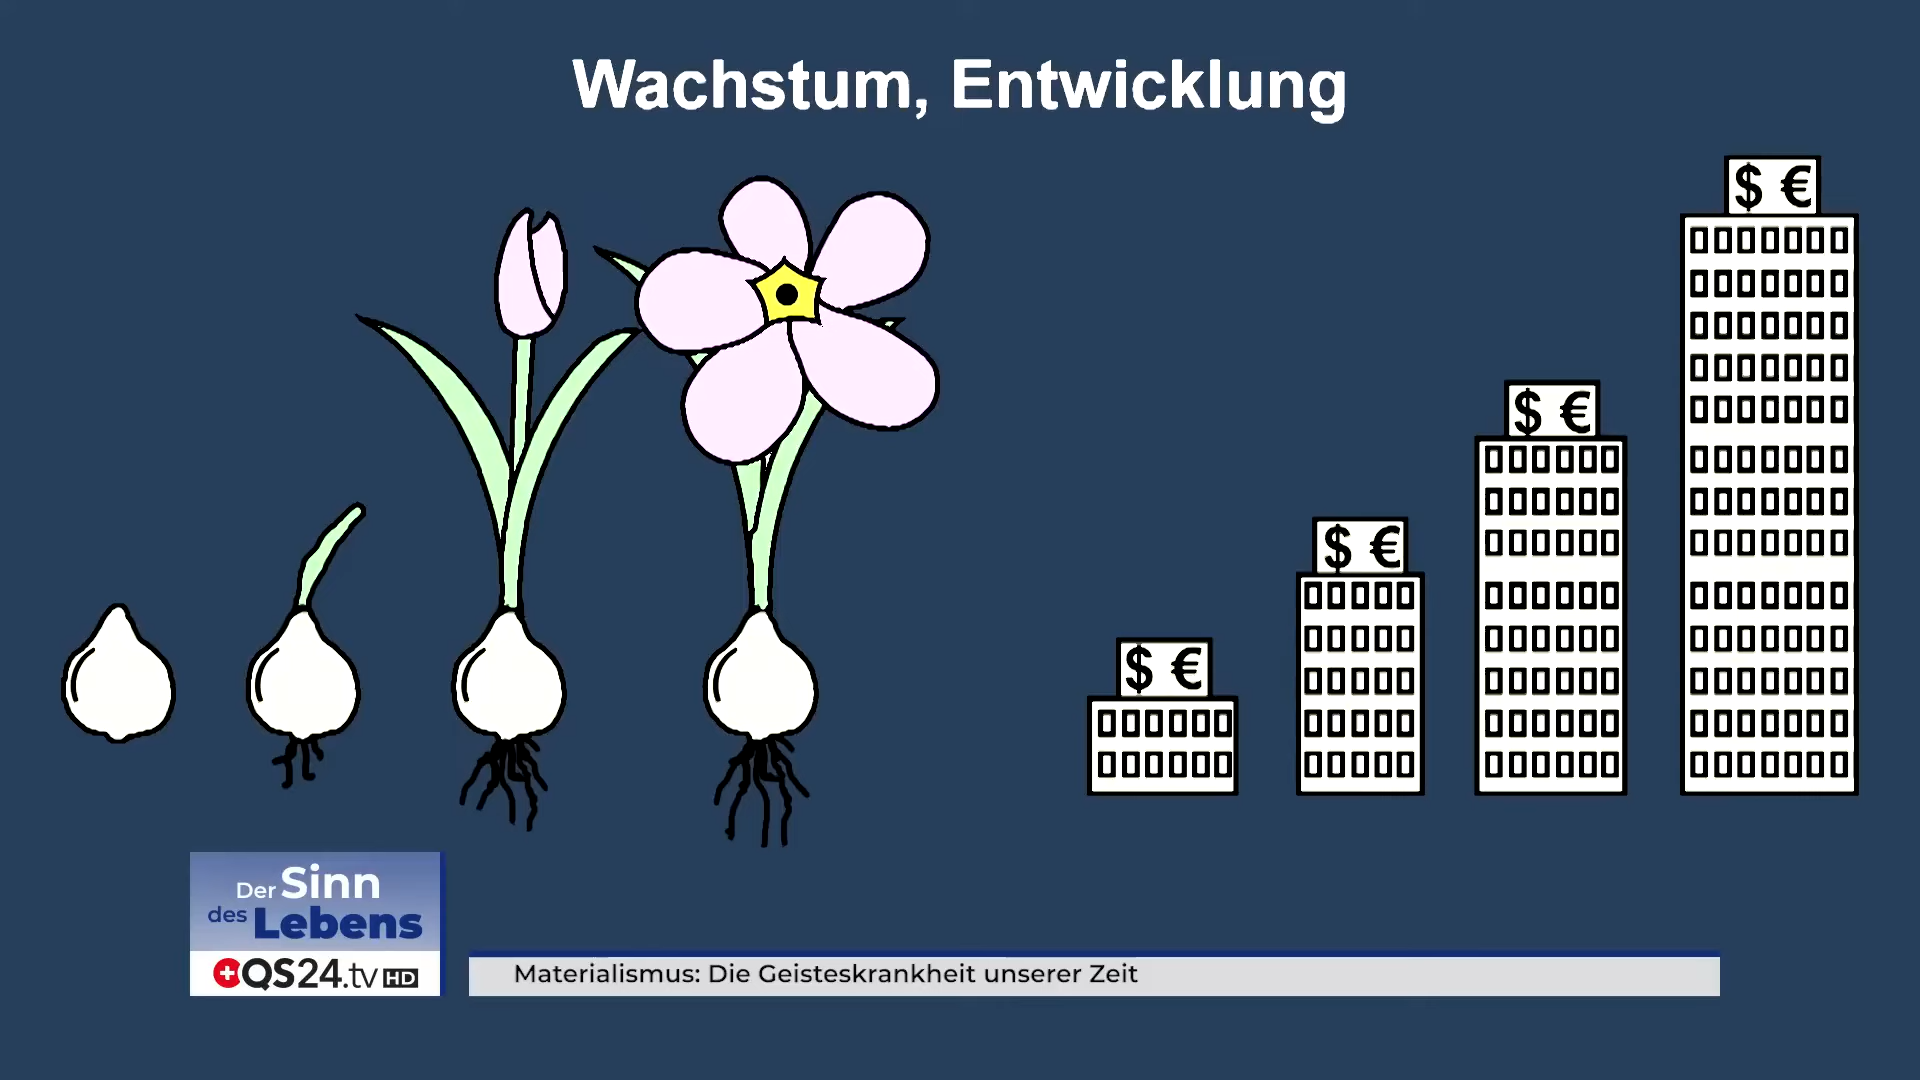 Wachstum, Entwicklung
$ €
$ €
$ €
$ €
Der Sinn
des Lebens
QS24.tv HD
Materialismus: Die Geisteskrankheit unserer Zeit